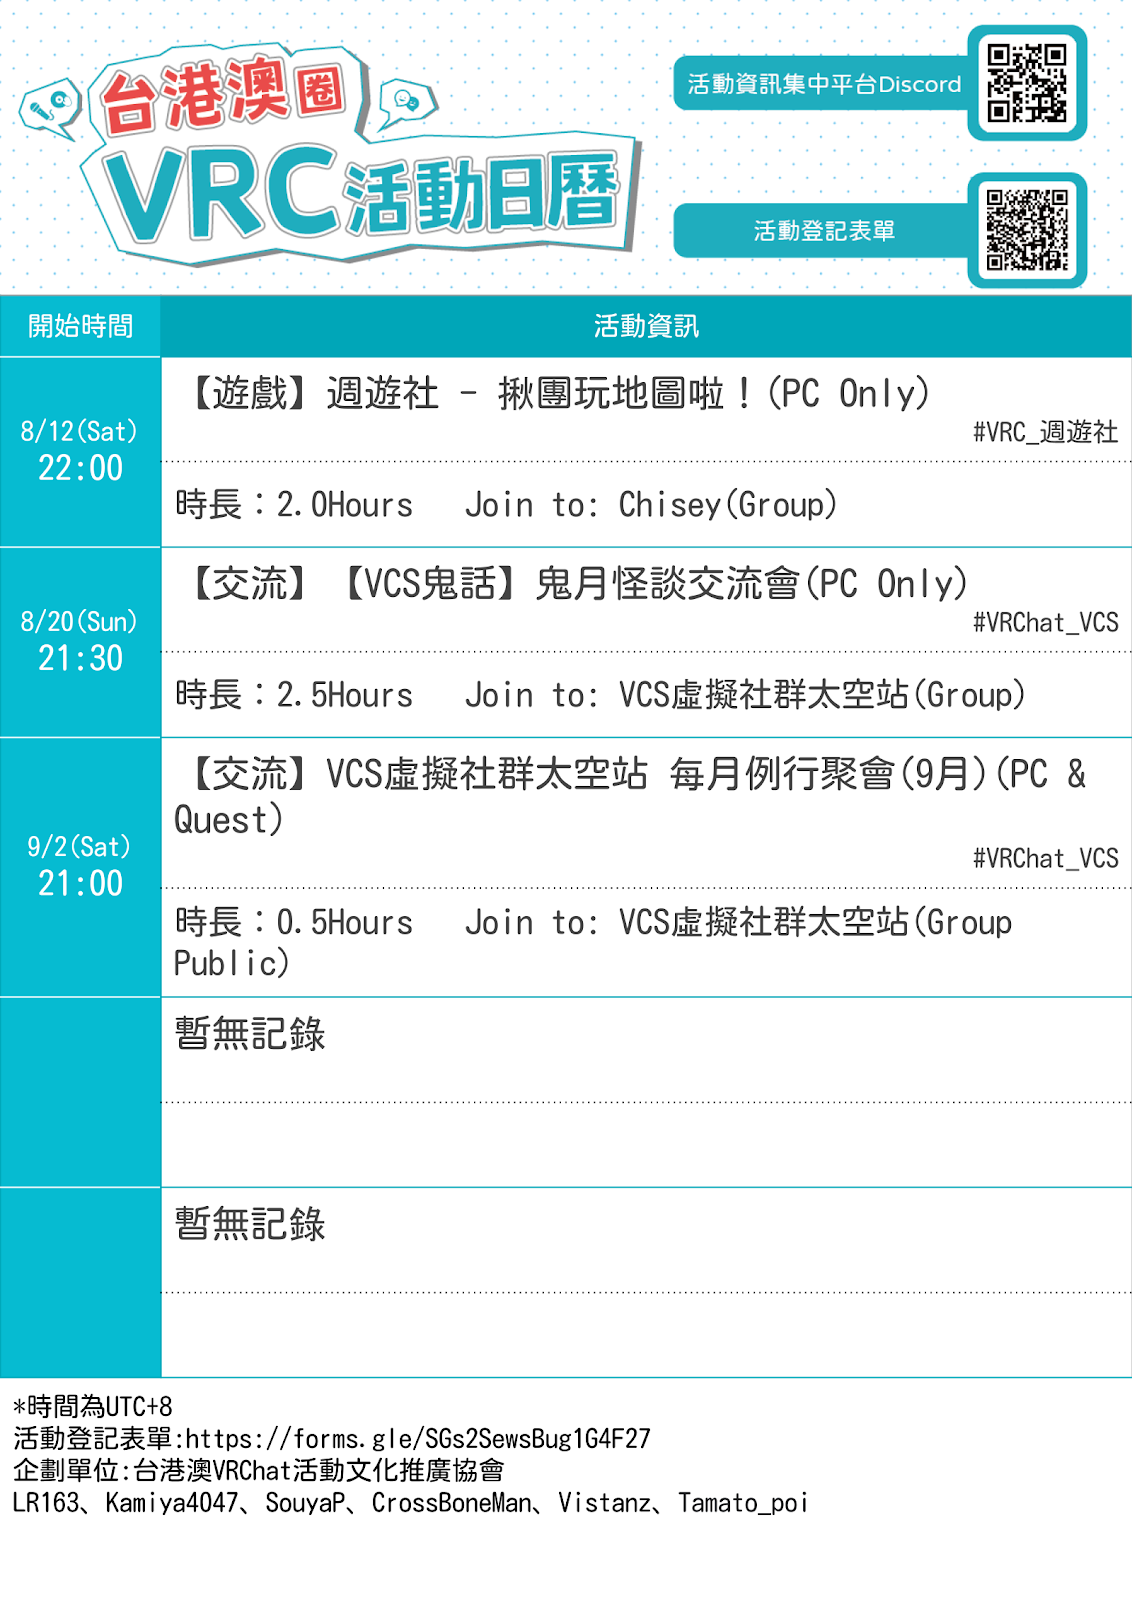 台港澳圈
VRC活動日曆
活動資訊集中平台Discord
活動登記表單
開始時間
活動資訊
8/12(Sat)
22:00
【遊戲】週遊社 - 揪團玩地圖啦！(PC Only)
#VRC_週遊社
時長：2.0Hours Join to: Chisey(Group)
8/20(Sun)
21:30
【交流】【VCS鬼話】鬼月怪談交流會(PC Only)
#VRChat_VCS
時長：2.5Hours Join to: VCS虛擬社群太空站(Group)
9/2(Sat)
21:00
【交流】VCS虛擬社群太空站 每月例行聚會(9月)(PC &
Quest)
#VRChat_VCS
時長：0.5Hours Join to: VCS虛擬社群太空站(Group
Public)
暫無記錄
暫無記錄
*時間為UTC+8
活動登記表單:https://forms.gle/SGs2SewsBug1G4F27
企劃單位:台港澳VRChat活動文化推廣協會
LR163、Kamiya4047、SouyaP、CrossBoneMan、Vistanz、Tamato_poi